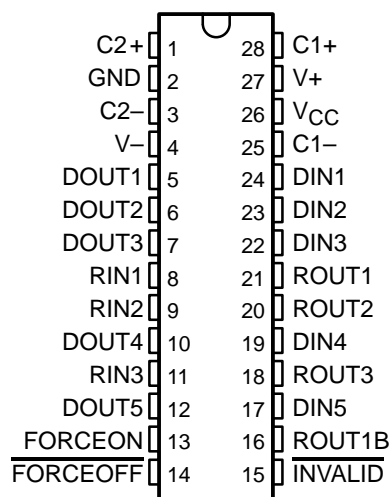 C2+ 1 28 C1+
GND 2 27 V+
C2– 3 26 VCC
V– 4 25 C1–
DOUT1 5 24 DIN1
DOUT2 6 23 DIN2
DOUT3 7 22 DIN3
RIN1 8 21 ROUT1
RIN2 9 20 ROUT2
DOUT4 10 19 DIN4
RIN3 11 18 ROUT3
DOUT5 12 17 DIN5
FORCEON 13 16 ROUT1B
FORCEOFF 14 15 INVALID